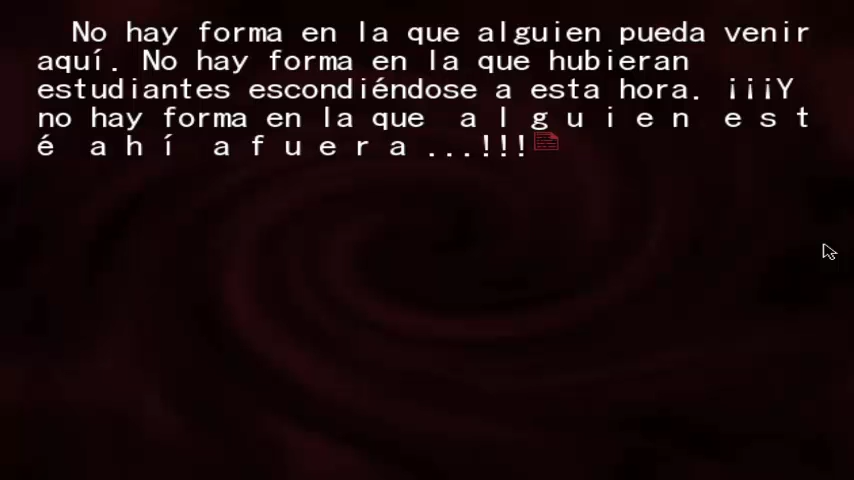 No hay forma en la que alguien pueda venir
aquí. No hay forma en la que hubieran
estudiantes escondiéndose a esta hora. ¡¡¡Y
no hay forma en la que a l g u i e n e s t
é a h í a f u e r a ...!!!